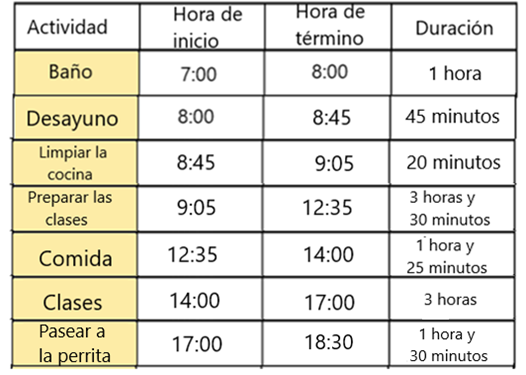 Actividad Hora de inicio Hora de término Duración
Baño 7:00 8:00 1 hora
Desayuno 8:00 8:45 45 minutos
Limpiar la cocina 8:45 9:05 20 minutos
Preparar las clases 9:05 12:35 3 horas y 30 minutos
Comida 12:35 14:00 1 hora y 25 minutos
Clases 14:00 17:00 3 horas
Pasear a la perrita 17:00 18:30 1 hora y 30 minutos